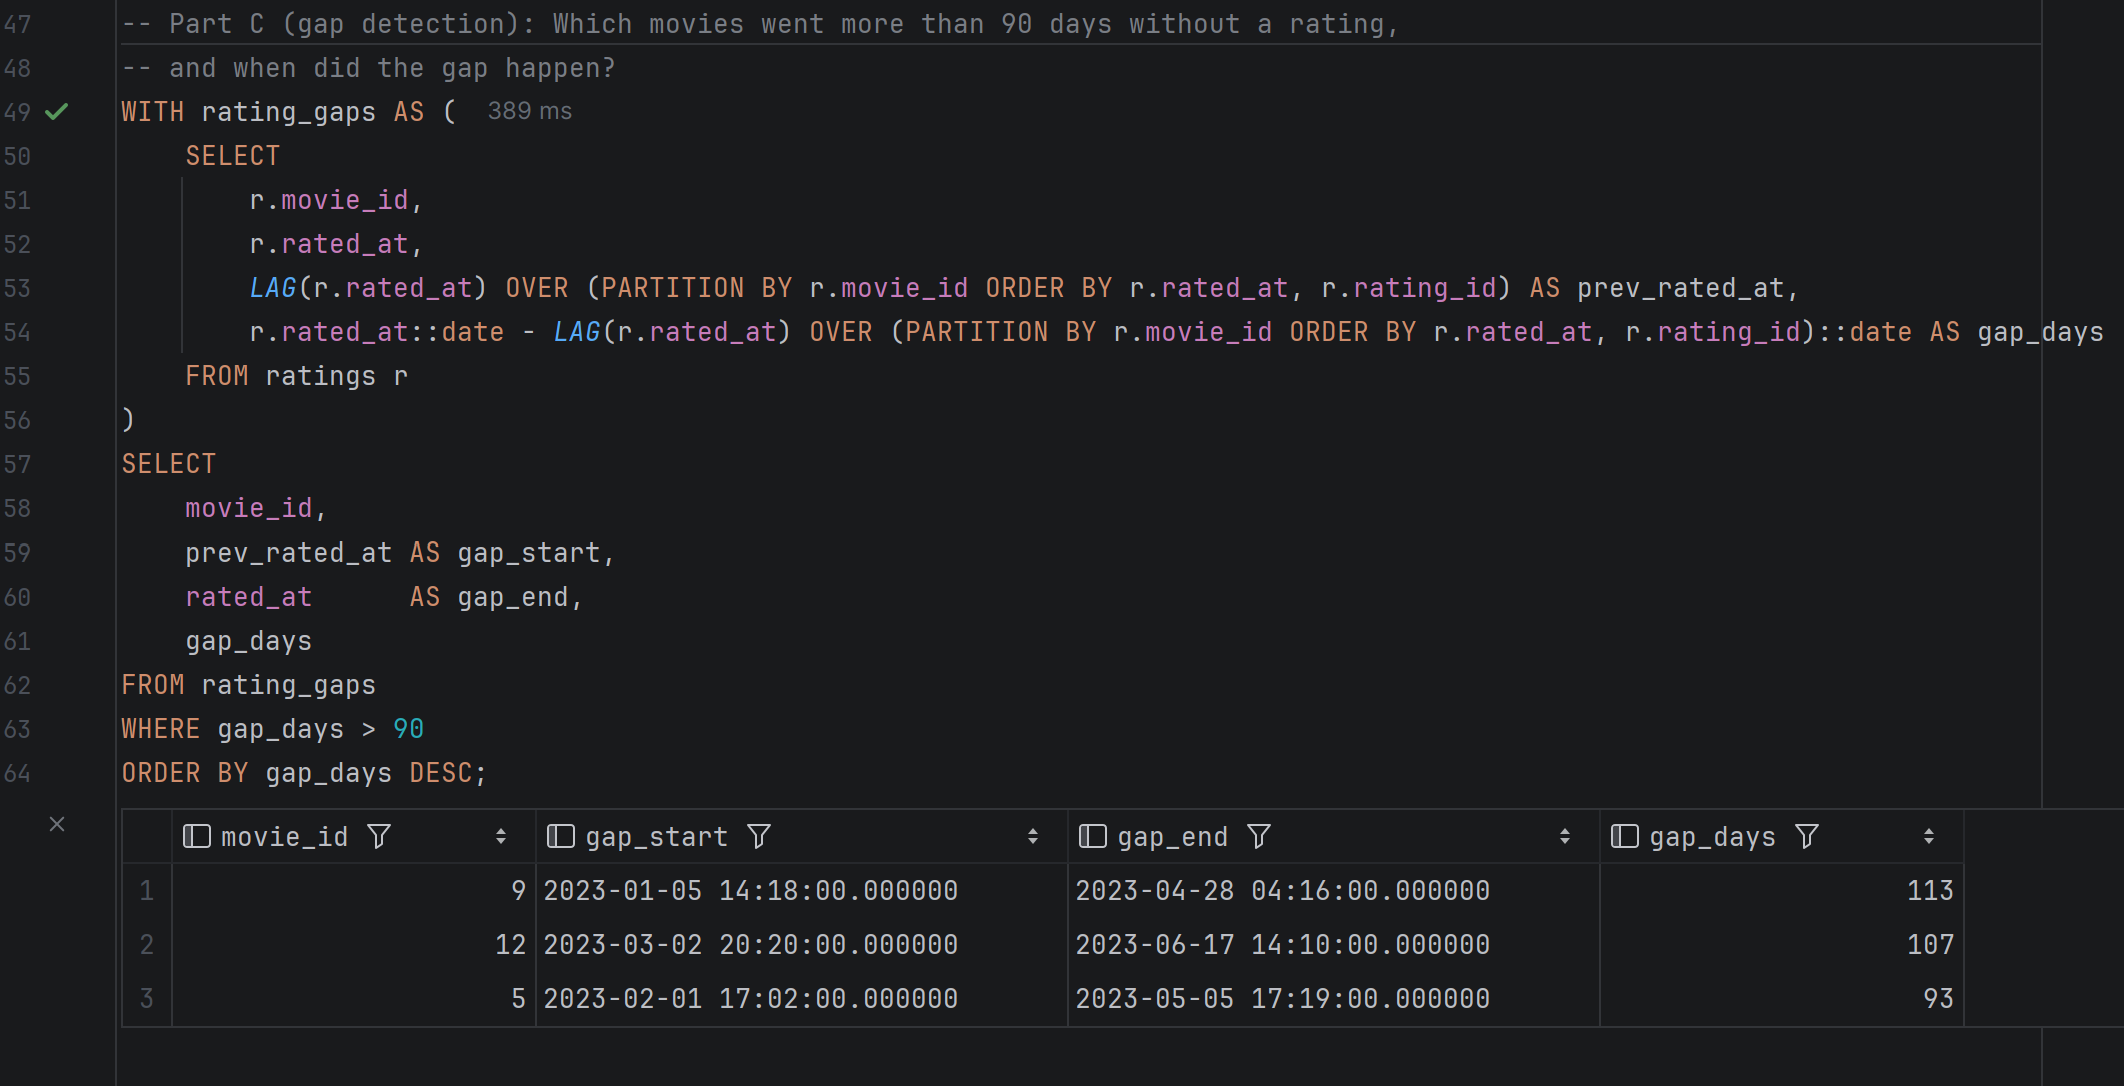 47 -- Part C (gap detection): Which movies went more than 90 days without a rating,
48 -- and when did the gap happen?
49 WITH rating_gaps AS ( 389 ms
50     SELECT
51         r.movie_id,
52         r.rated_at,
53         LAG(r.rated_at) OVER (PARTITION BY r.movie_id ORDER BY r.rated_at, r.rating_id) AS prev_rated_at,
54         r.rated_at::date - LAG(r.rated_at) OVER (PARTITION BY r.movie_id ORDER BY r.rated_at, r.rating_id)::date AS gap_days
55     FROM ratings r
56 )
57 SELECT
58     movie_id,
59     prev_rated_at AS gap_start,
60     rated_at      AS gap_end,
61     gap_days
62 FROM rating_gaps
63 WHERE gap_days > 90
64 ORDER BY gap_days DESC;
movie_id gap_start gap_end gap_days
1 9 2023-01-05 14:18:00.000000 2023-04-28 04:16:00.000000 113
2 12 2023-03-02 20:20:00.000000 2023-06-17 14:10:00.000000 107
3 5 2023-02-01 17:02:00.000000 2023-05-05 17:19:00.000000 93